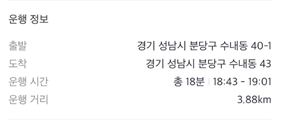 운행 정보
출발 경기 성남시 분당구 수내동 40-1
도착 경기 성남시 분당구 수내동 43
운행 시간 총 18분 | 18:43 - 19:01
운행 거리 3.88km